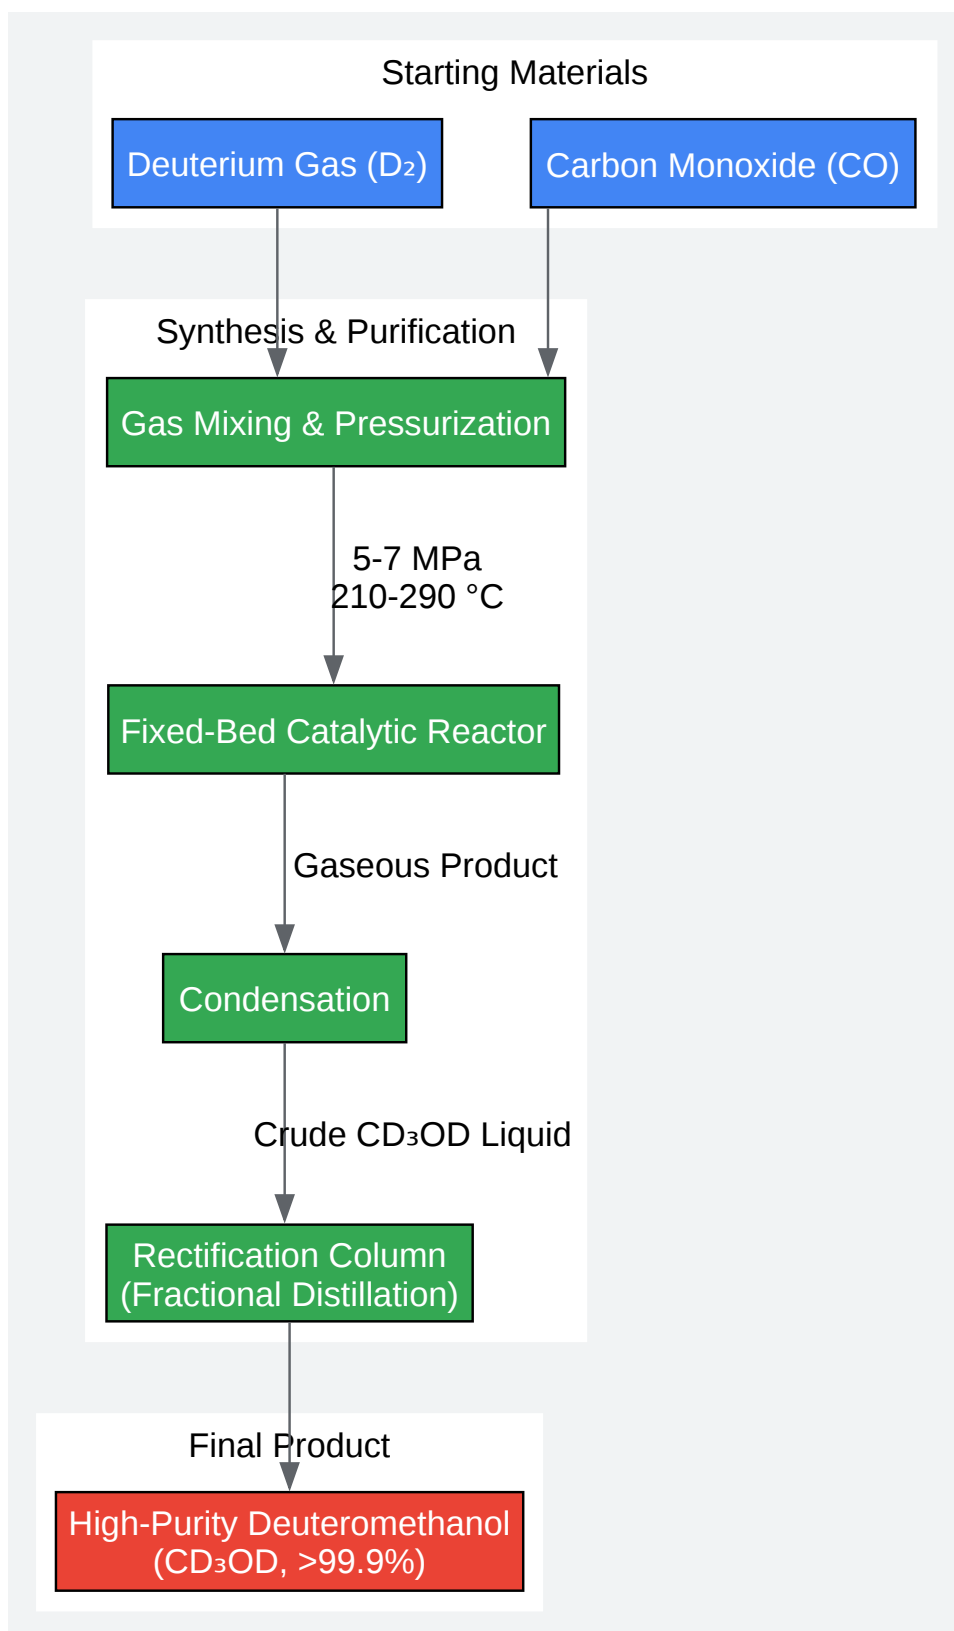 Starting Materials
Deuterium Gas (D₂)
Carbon Monoxide (CO)
Synthesis & Purification
Gas Mixing & Pressurization
5-7 MPa
210-290 °C
Fixed-Bed Catalytic Reactor
Gaseous Product
Condensation
Crude CD₃OD Liquid
Rectification Column
(Fractional Distillation)
Final Product
High-Purity Deuteromethanol
(CD₃OD, >99.9%)